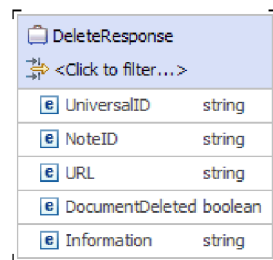 DeleteResponse
<Click to filter...>
e UniversalID string
e NoteID string
e URL string
e DocumentDeleted boolean
e Information string